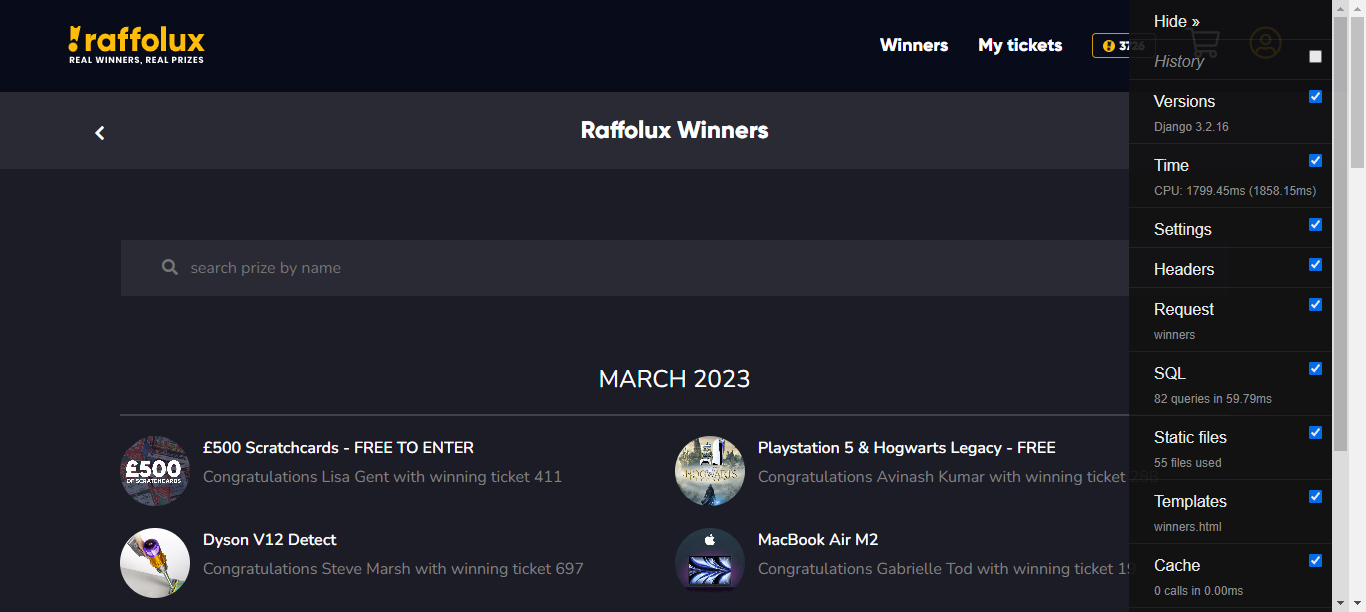 raffolux
REAL WINNERS, REAL PRIZES
Winners
My tickets
3726
Raffolux Winners
search prize by name
MARCH 2023
£500
OF SCRATCHCARDS
£500 Scratchcards - FREE TO ENTER
Congratulations Lisa Gent with winning ticket 411
HOGWARTS
Playstation 5 & Hogwarts Legacy - FREE
Congratulations Avinash Kumar with winning ticket
Dyson V12 Detect
Congratulations Steve Marsh with winning ticket 697
MacBook Air M2
Congratulations Gabrielle Tod with winning ticket
Hide »
History
Versions
Django 3.2.16
Time
CPU: 1799.45ms (1858.15ms)
Settings
Headers
Request
winners
SQL
82 queries in 59.79ms
Static files
55 files used
Templates
winners.html
Cache
0 calls in 0.00ms